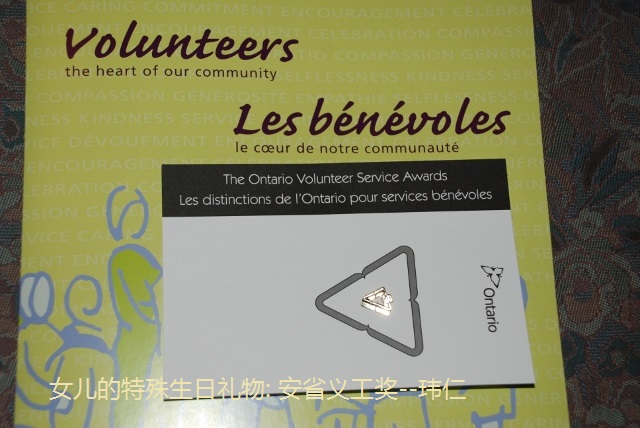 Volunteers
the heart of our community
Les bénévoles
le cœur de notre communauté
The Ontario Volunteer Service Awards
Les distinctions de l'Ontario pour services bénévoles
Ontario
女儿的特殊生日礼物: 安省义工奖--玮仁